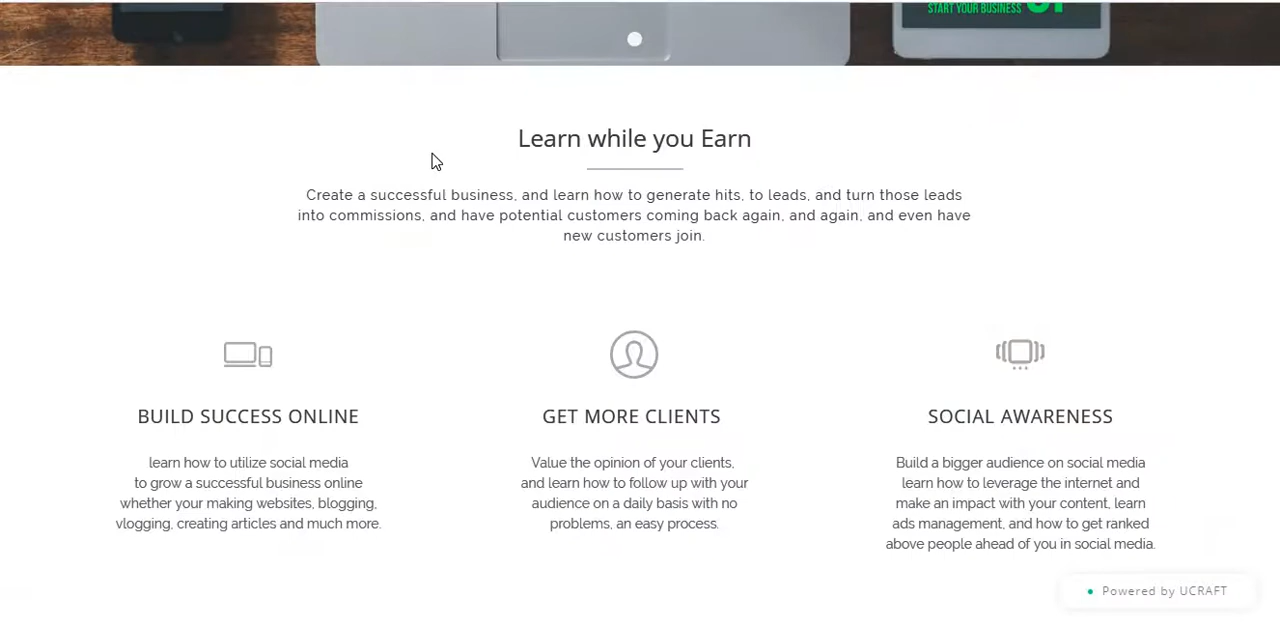 START YOUR BUSINESS
Learn while you Earn
Create a successful business, and learn how to generate hits, to leads, and turn those leads
into commissions, and have potential customers coming back again, and again, and even have
new customers join.
BUILD SUCCESS ONLINE
learn how to utilize social media
to grow a successful business online
whether your making websites, blogging,
vlogging, creating articles and much more.
GET MORE CLIENTS
Value the opinion of your clients,
and learn how to follow up with your
audience on a daily basis with no
problems, an easy process.
SOCIAL AWARENESS
Build a bigger audience on social media
learn how to leverage the internet and
make an impact with your content, learn
ads management, and how to get ranked
above people ahead of you in social media.
Powered by UCRAFT